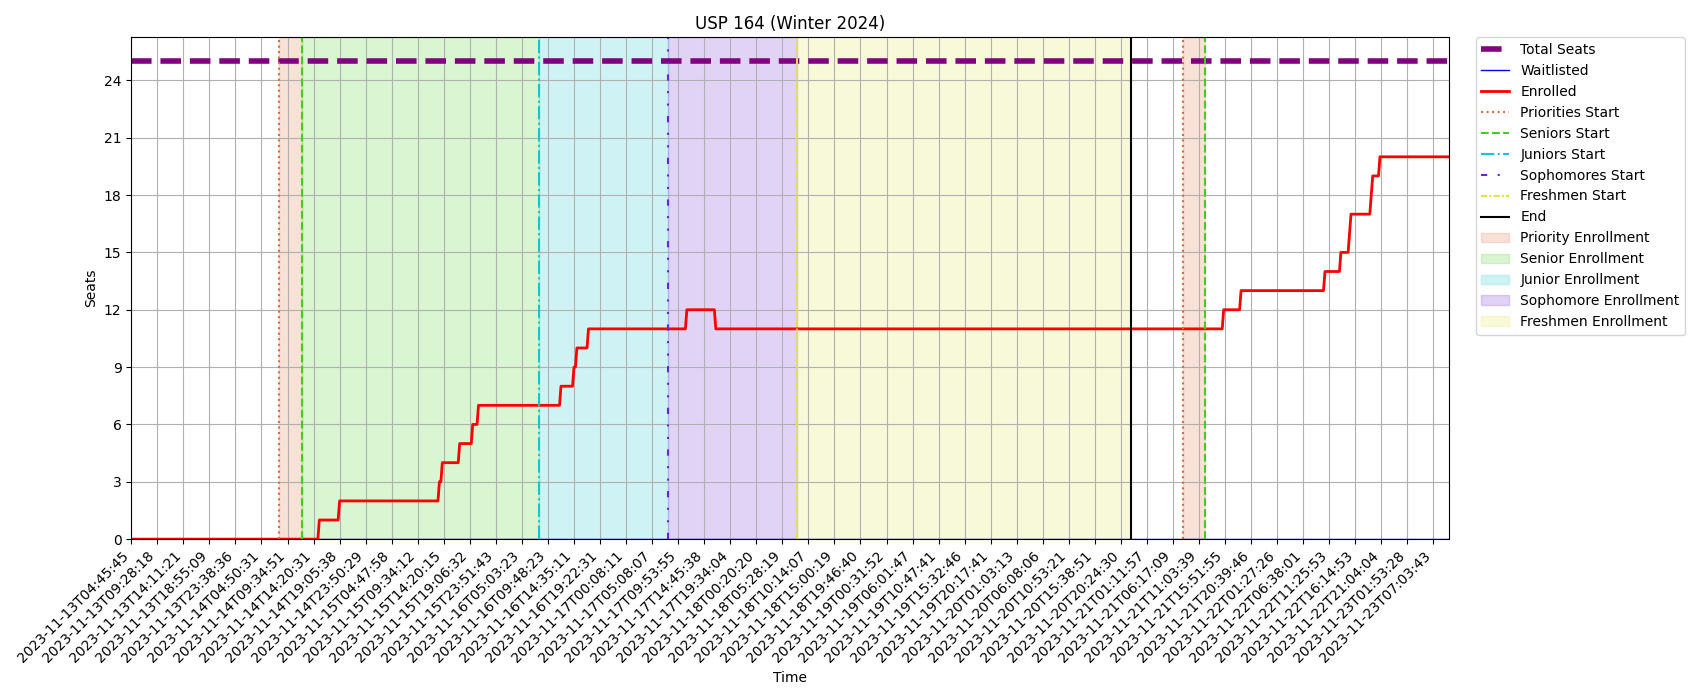 USP 164 (Winter 2024)
Seats
24
21
18
15
12
9
6
3
0
2023-11-13T04:45:45
2023-11-13T09:28:18
2023-11-13T14:11:21
2023-11-13T18:55:09
2023-11-13T23:38:36
2023-11-14T04:50:31
2023-11-14T09:34:51
2023-11-14T14:20:31
2023-11-14T19:05:38
2023-11-14T23:50:29
2023-11-15T04:47:58
2023-11-15T09:34:12
2023-11-15T14:20:15
2023-11-15T19:06:32
2023-11-15T23:51:43
2023-11-16T05:03:23
2023-11-16T09:48:23
2023-11-16T14:35:11
2023-11-16T19:22:31
2023-11-17T00:08:11
2023-11-17T05:08:07
2023-11-17T09:53:55
2023-11-17T14:45:38
2023-11-17T19:34:04
2023-11-18T00:20:20
2023-11-18T05:28:19
2023-11-18T10:14:07
2023-11-18T15:00:19
2023-11-18T19:46:40
2023-11-19T00:31:52
2023-11-19T06:01:47
2023-11-19T10:47:41
2023-11-19T15:32:46
2023-11-19T20:17:41
2023-11-20T01:03:13
2023-11-20T06:08:06
2023-11-20T10:53:21
2023-11-20T15:38:51
2023-11-20T20:24:30
2023-11-21T01:11:57
2023-11-21T06:17:09
2023-11-21T11:03:39
2023-11-21T15:51:55
2023-11-21T20:39:46
2023-11-22T01:27:26
2023-11-22T06:38:01
2023-11-22T11:25:53
2023-11-22T16:14:53
2023-11-22T21:04:04
2023-11-23T01:53:28
2023-11-23T07:03:43
Time
Total Seats
Waitlisted
Enrolled
Priorities Start
Seniors Start
Juniors Start
Sophomores Start
Freshmen Start
End
Priority Enrollment
Senior Enrollment
Junior Enrollment
Sophomore Enrollment
Freshmen Enrollment